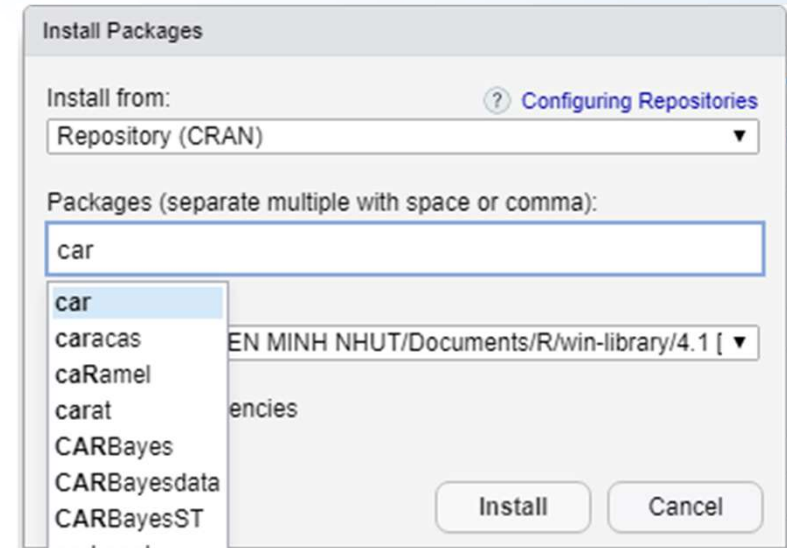 Install Packages
Install from:
? Configuring Repositories
Repository (CRAN)
Packages (separate multiple with space or comma):
car
car
caracas
EN MINH NHUT/Documents/R/win-library/4.1 [
caRamel
carat
encies
CARBayes
CARBayesdata
CARBayesST
Install
Cancel